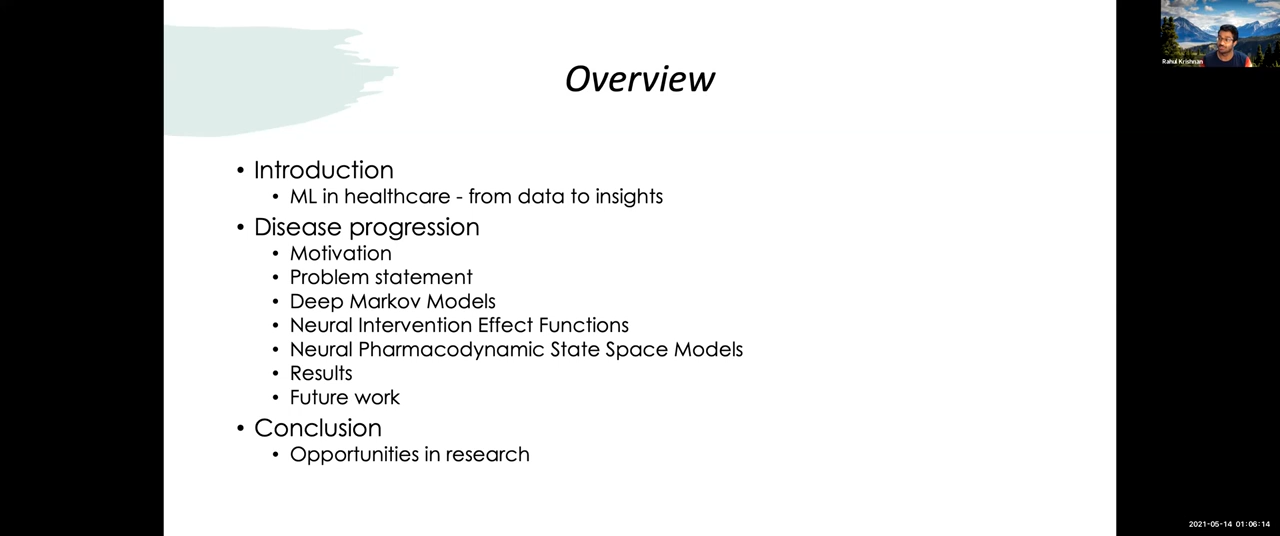 Overview
Rahul Krishnan
• Introduction
• ML in healthcare - from data to insights
• Disease progression
• Motivation
• Problem statement
• Deep Markov Models
• Neural Intervention Effect Functions
• Neural Pharmacodynamic State Space Models
• Results
• Future work
• Conclusion
• Opportunities in research
2021-05-14 01:06:14